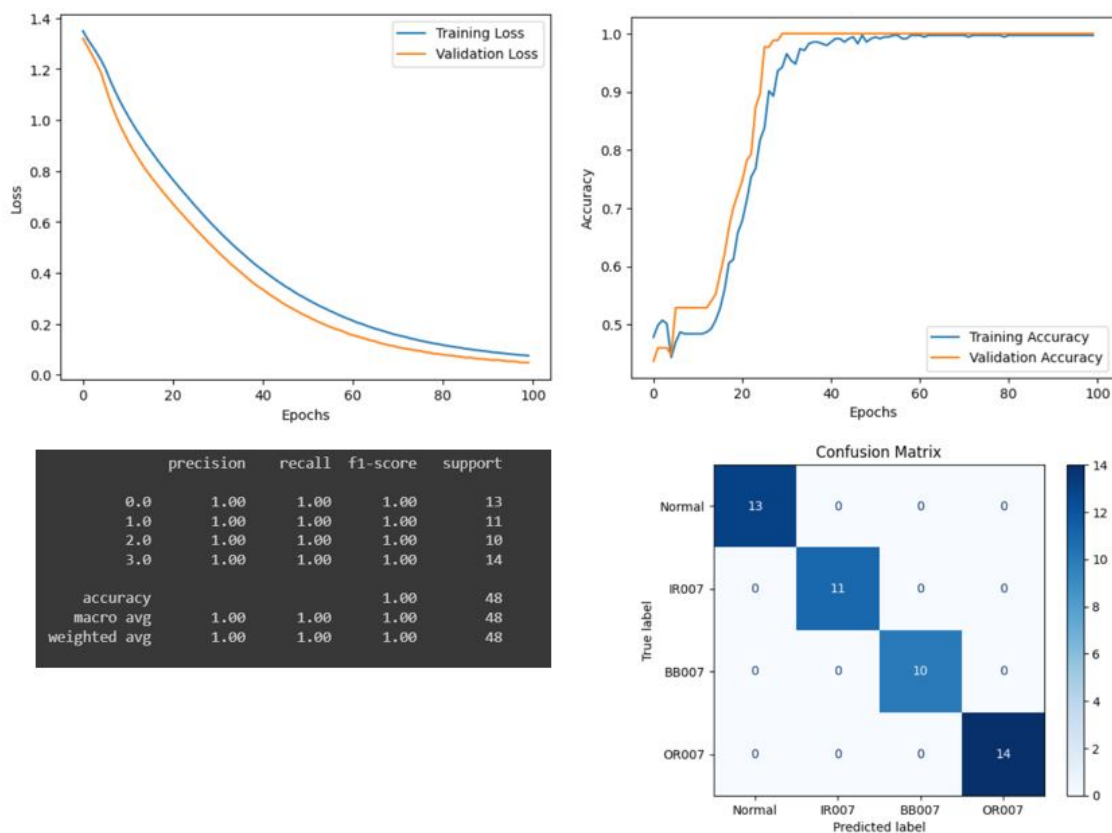 1.4
1.2
1.0
0.8
0.6
0.4
0.2
0.0
Loss
Training Loss
Validation Loss
0 20 40 60 80 100
Epochs
1.0
0.9
0.8
0.7
0.6
0.5
Accuracy
Training Accuracy
Validation Accuracy
0 20 40 60 80 100
Epochs
precision recall f1-score support
0.0 1.00 1.00 1.00 13
1.0 1.00 1.00 1.00 11
2.0 1.00 1.00 1.00 10
3.0 1.00 1.00 1.00 14
accuracy 1.00 48
macro avg 1.00 1.00 1.00 48
weighted avg 1.00 1.00 1.00 48
Confusion Matrix
True label
Normal 13 0 0 0
IR007 0 11 0 0
BB007 0 0 10 0
OR007 0 0 0 14
Normal IR007 BB007 OR007
Predicted label
14
12
10
8
6
4
2
0